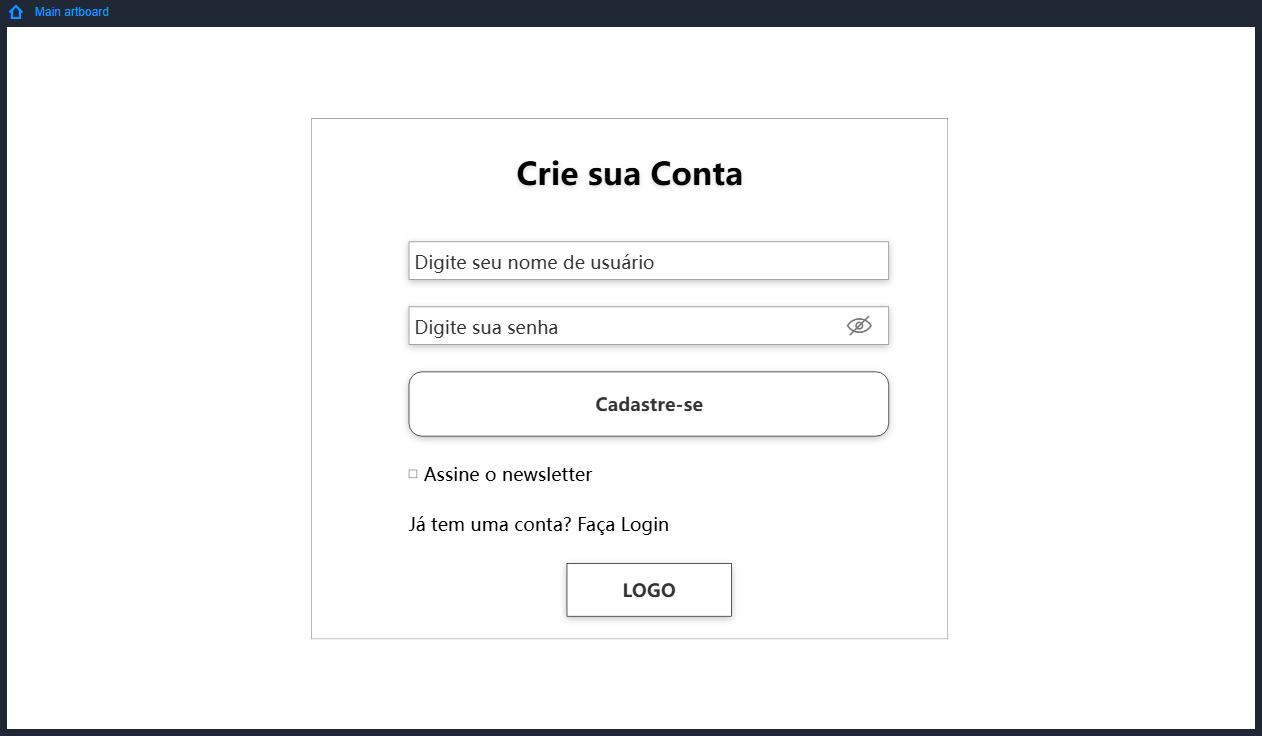 Main artboard
Crie sua Conta
Digite seu nome de usuário
Digite sua senha
Cadastre-se
Assine o newsletter
Já tem uma conta? Faça Login
LOGO